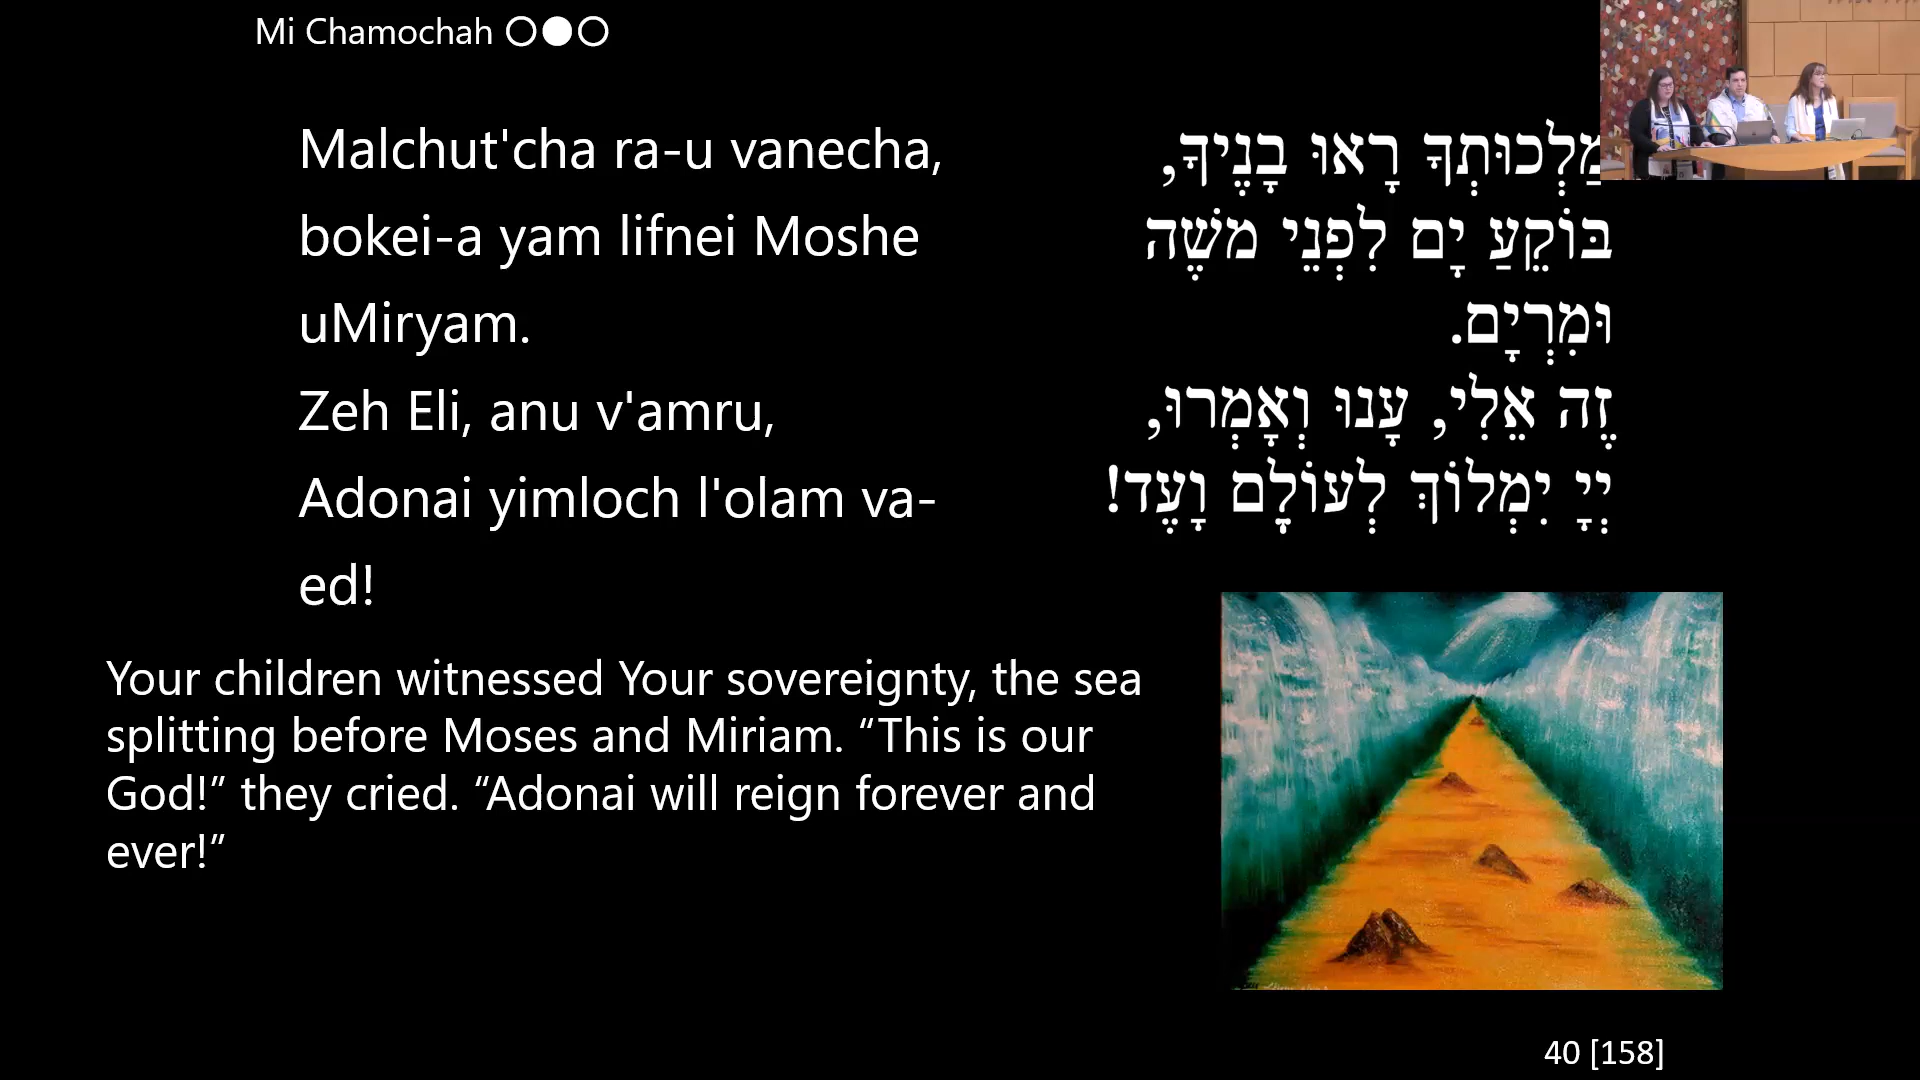 Mi Chamochah
Malchut'cha ra-u vanecha,
bokei-a yam lifnei Moshe
uMiryam.
Zeh Eli, anu v'amru,
Adonai yimloch l'olam va-
ed!
מַלְכוּתְךָ רָאוּ בָנֶיךָ,
בּוֹקֵעַ יָם לִפְנֵי מֹשֶׁה
וּמִרְיָם.
זֶה אֵלִי, עָנוּ וְאָמְרוּ,
יְיָ יִמְלוֹךְ לְעוֹלָם וָעֶד!
Your children witnessed Your sovereignty, the sea
splitting before Moses and Miriam. “This is our
God!” they cried. “Adonai will reign forever and
ever!”
40 [158]